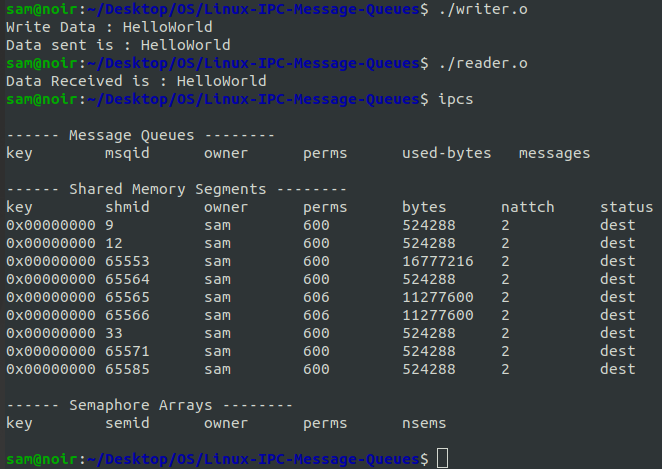 sam@noir:~/Desktop/OS/Linux-IPC-Message-Queues$ ./writer.o
Write Data : HelloWorld
Data sent is : HelloWorld
sam@noir:~/Desktop/OS/Linux-IPC-Message-Queues$ ./reader.o
Data Received is : HelloWorld
sam@noir:~/Desktop/OS/Linux-IPC-Message-Queues$ ipcs

------ Message Queues --------
key        msqid      owner      perms      used-bytes   messages

------ Shared Memory Segments --------
key        shmid      owner      perms      bytes      nattch     status
0x00000000 9          sam        600        524288     2          dest
0x00000000 12         sam        600        524288     2          dest
0x00000000 65553      sam        600        16777216   2          dest
0x00000000 65564      sam        600        524288     2          dest
0x00000000 65565      sam        606        11277600   2          dest
0x00000000 65566      sam        606        11277600   2          dest
0x00000000 33         sam        600        524288     2          dest
0x00000000 65571      sam        600        524288     2          dest
0x00000000 65585      sam        600        524288     2          dest

------ Semaphore Arrays --------
key        semid      owner      perms      nsems

sam@noir:~/Desktop/OS/Linux-IPC-Message-Queues$